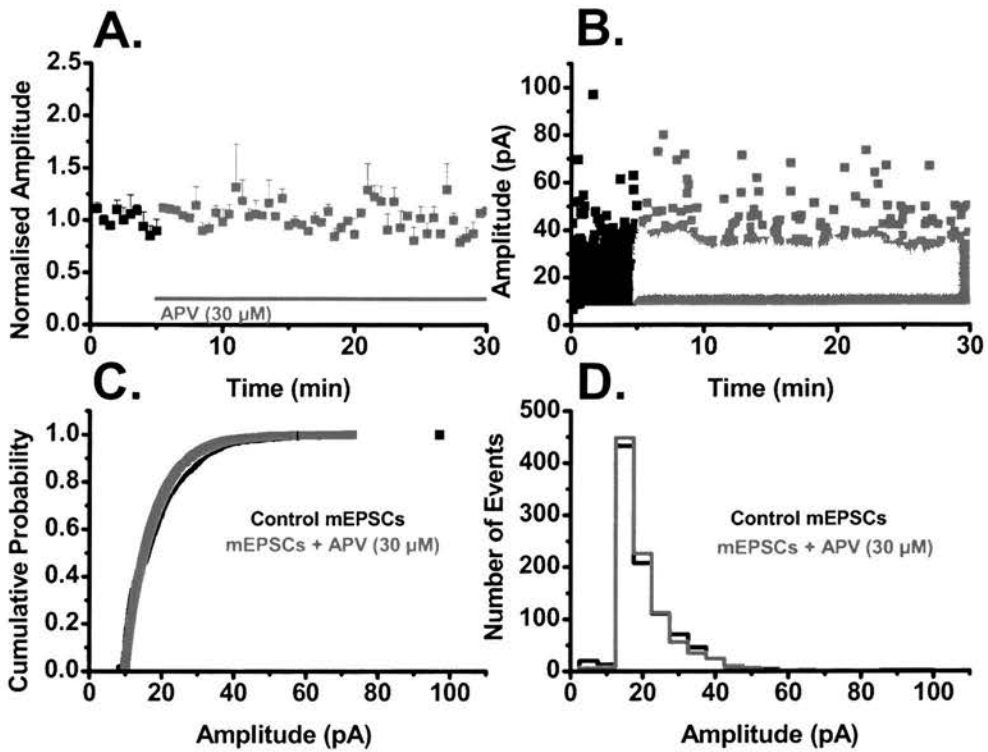 A.
2.5
2.0
1.5
1.0
0.5
0.0
Normalised Amplitude
APV (30 µM)
0 10 20 30
Time (min)
B.
100
80
60
40
20
0
Amplitude (pA)
0 10 20 30
Time (min)
C.
1.0
0.8
0.6
0.4
0.2
0.0
Cumulative Probability
Control mEPSCs
mEPSCs + APV (30 µM)
0 20 40 60 80 100
Amplitude (pA)
D.
500
400
300
200
100
0
Number of Events
Control mEPSCs
mEPSCs + APV (30 µM)
0 20 40 60 80 100
Amplitude (pA)